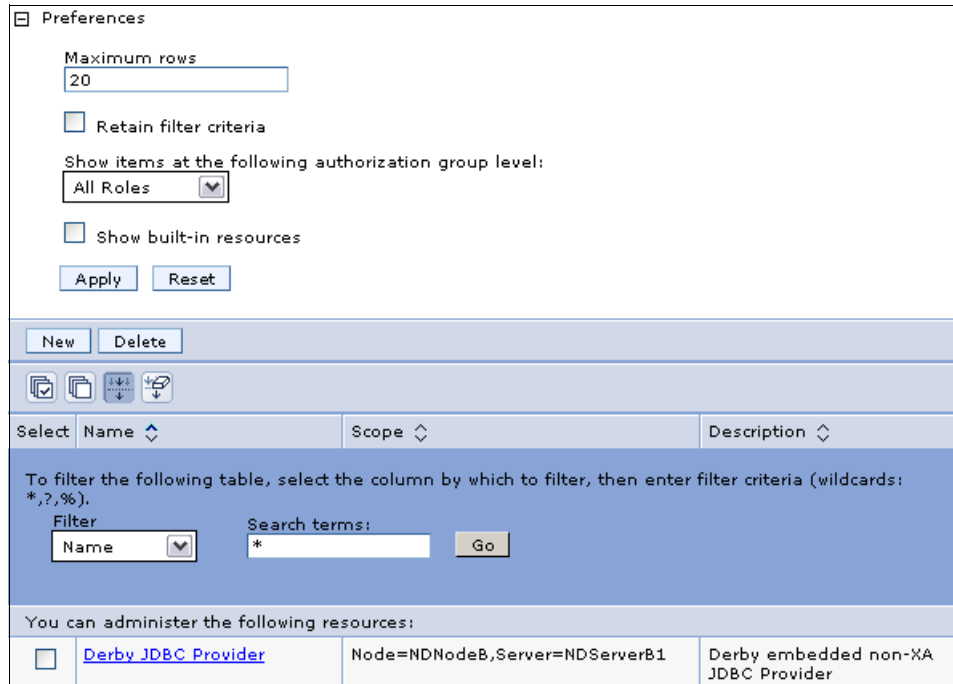 Preferences
Maximum rows
20
Retain filter criteria
Show items at the following authorization group level:
All Roles
Show built-in resources
Apply Reset
New Delete
Select Name Scope Description
To filter the following table, select the column by which to filter, then enter filter criteria (wildcards:
*,?,%).
Filter Search terms:
Name * Go
You can administer the following resources:
Derby JDBC Provider Node=NDNodeB,Server=NDServerB1 Derby embedded non-XA
JDBC Provider